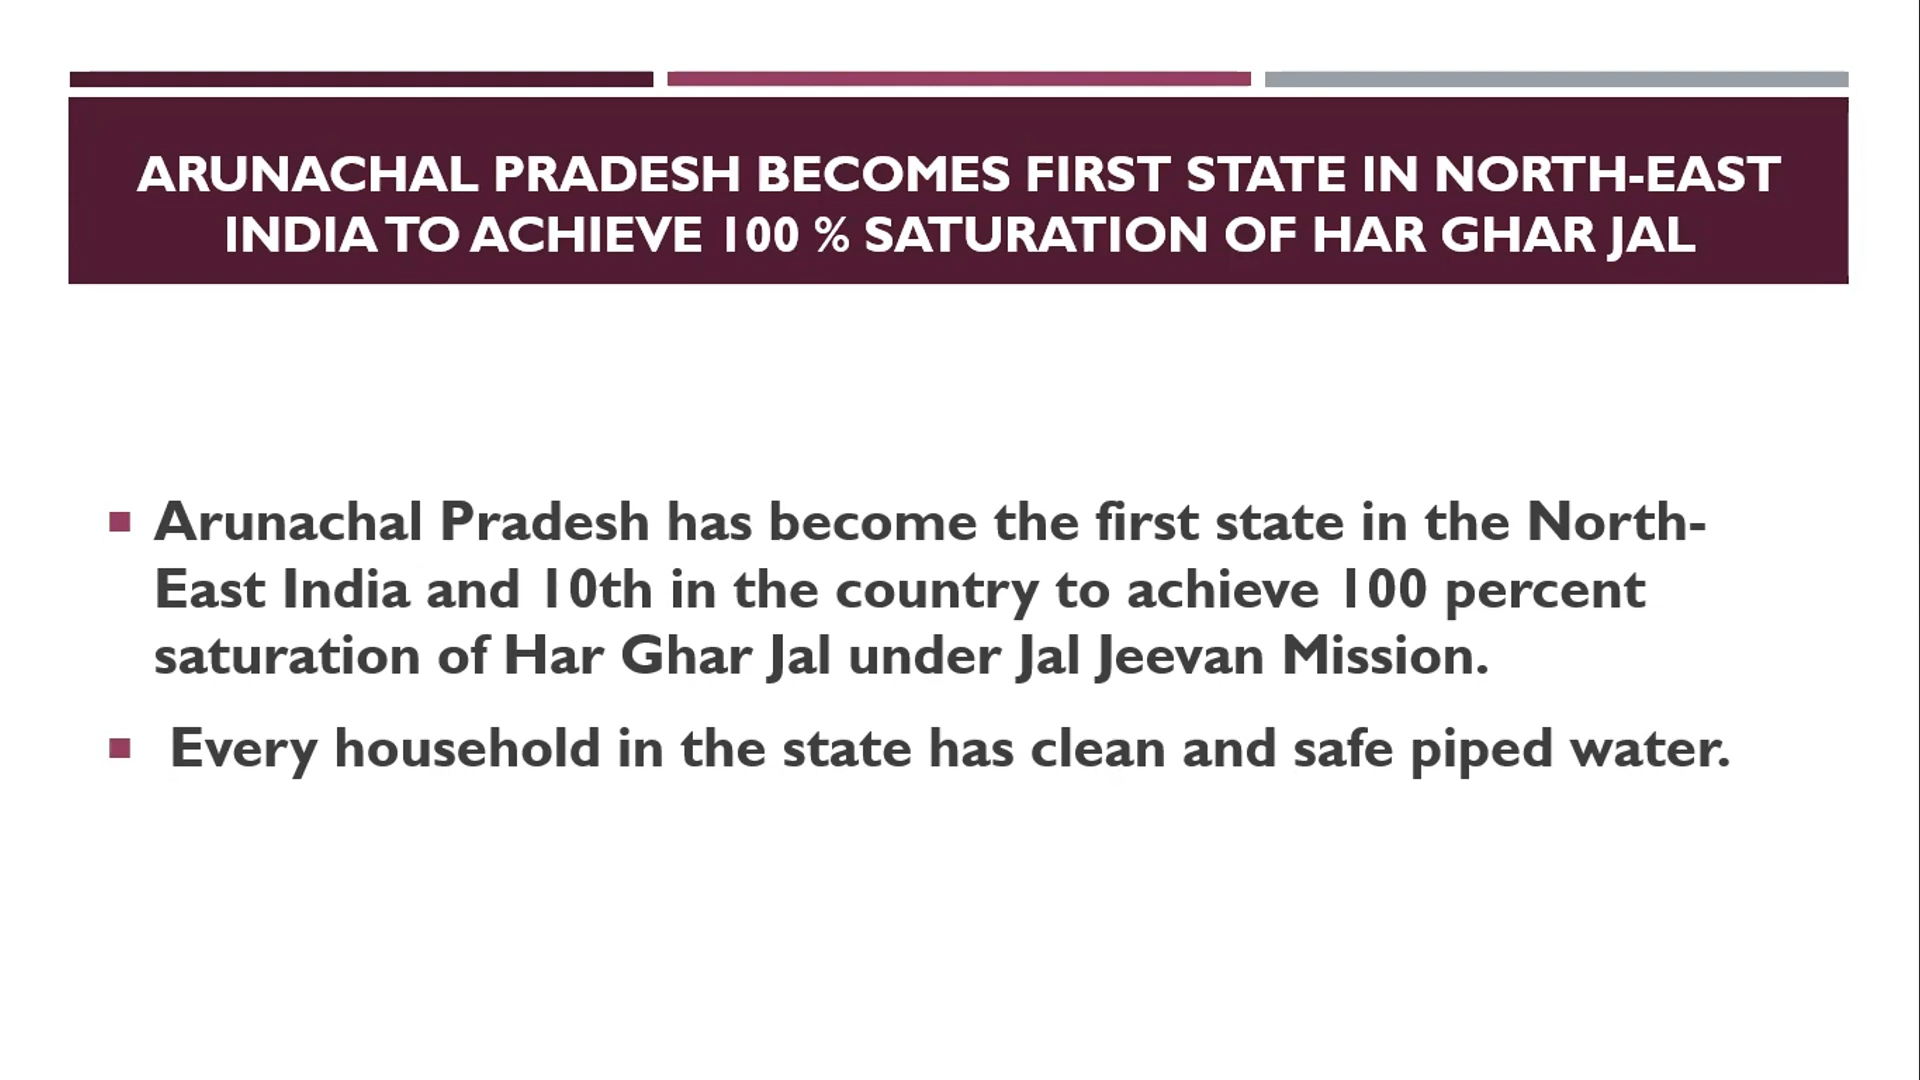 ARUNACHAL PRADESH BECOMES FIRST STATE IN NORTH-EAST
INDIA TO ACHIEVE 100 % SATURATION OF HAR GHAR JAL
Arunachal Pradesh has become the first state in the North-
East India and 10th in the country to achieve 100 percent
saturation of Har Ghar Jal under Jal Jeevan Mission.
Every household in the state has clean and safe piped water.